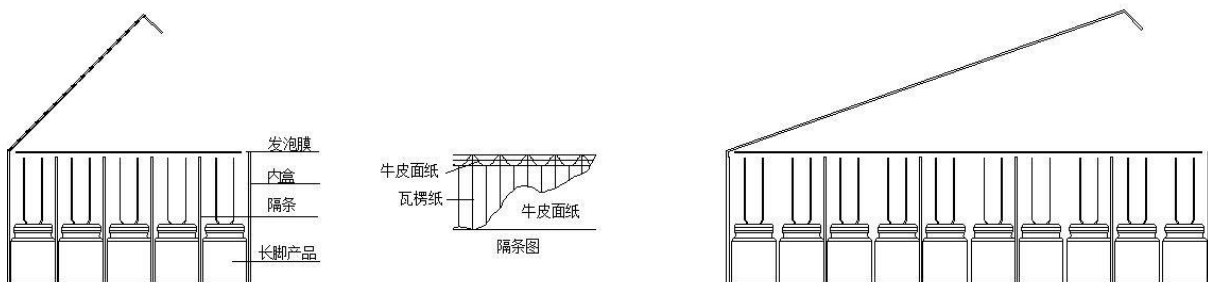 发泡膜
内盒
隔条
长脚产品
牛皮面纸
瓦楞纸
牛皮面纸
隔条图